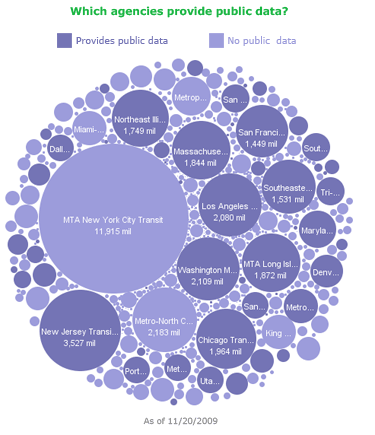 Which agencies provide public data?
Provides public data
No public data
Metrop...
San ...
Northeast Illi...
1,749 mil
Miami-...
San Franci...
1,449 mil
Dall...
Massachuse...
1,844 mil
Sout...
Southeaste...
1,531 mil
Tri-...
Los Angeles ...
2,080 mil
MTA New York City Transit
11,915 mil
Maryla...
Washington M...
2,109 mil
MTA Long Isl...
1,872 mil
Denv...
San...
Metro...
New Jersey Transi...
3,527 mil
Metro-North C...
2,183 mil
King ...
Chicago Tran...
1,964 mil
Port...
Met...
Uta...
As of 11/20/2009